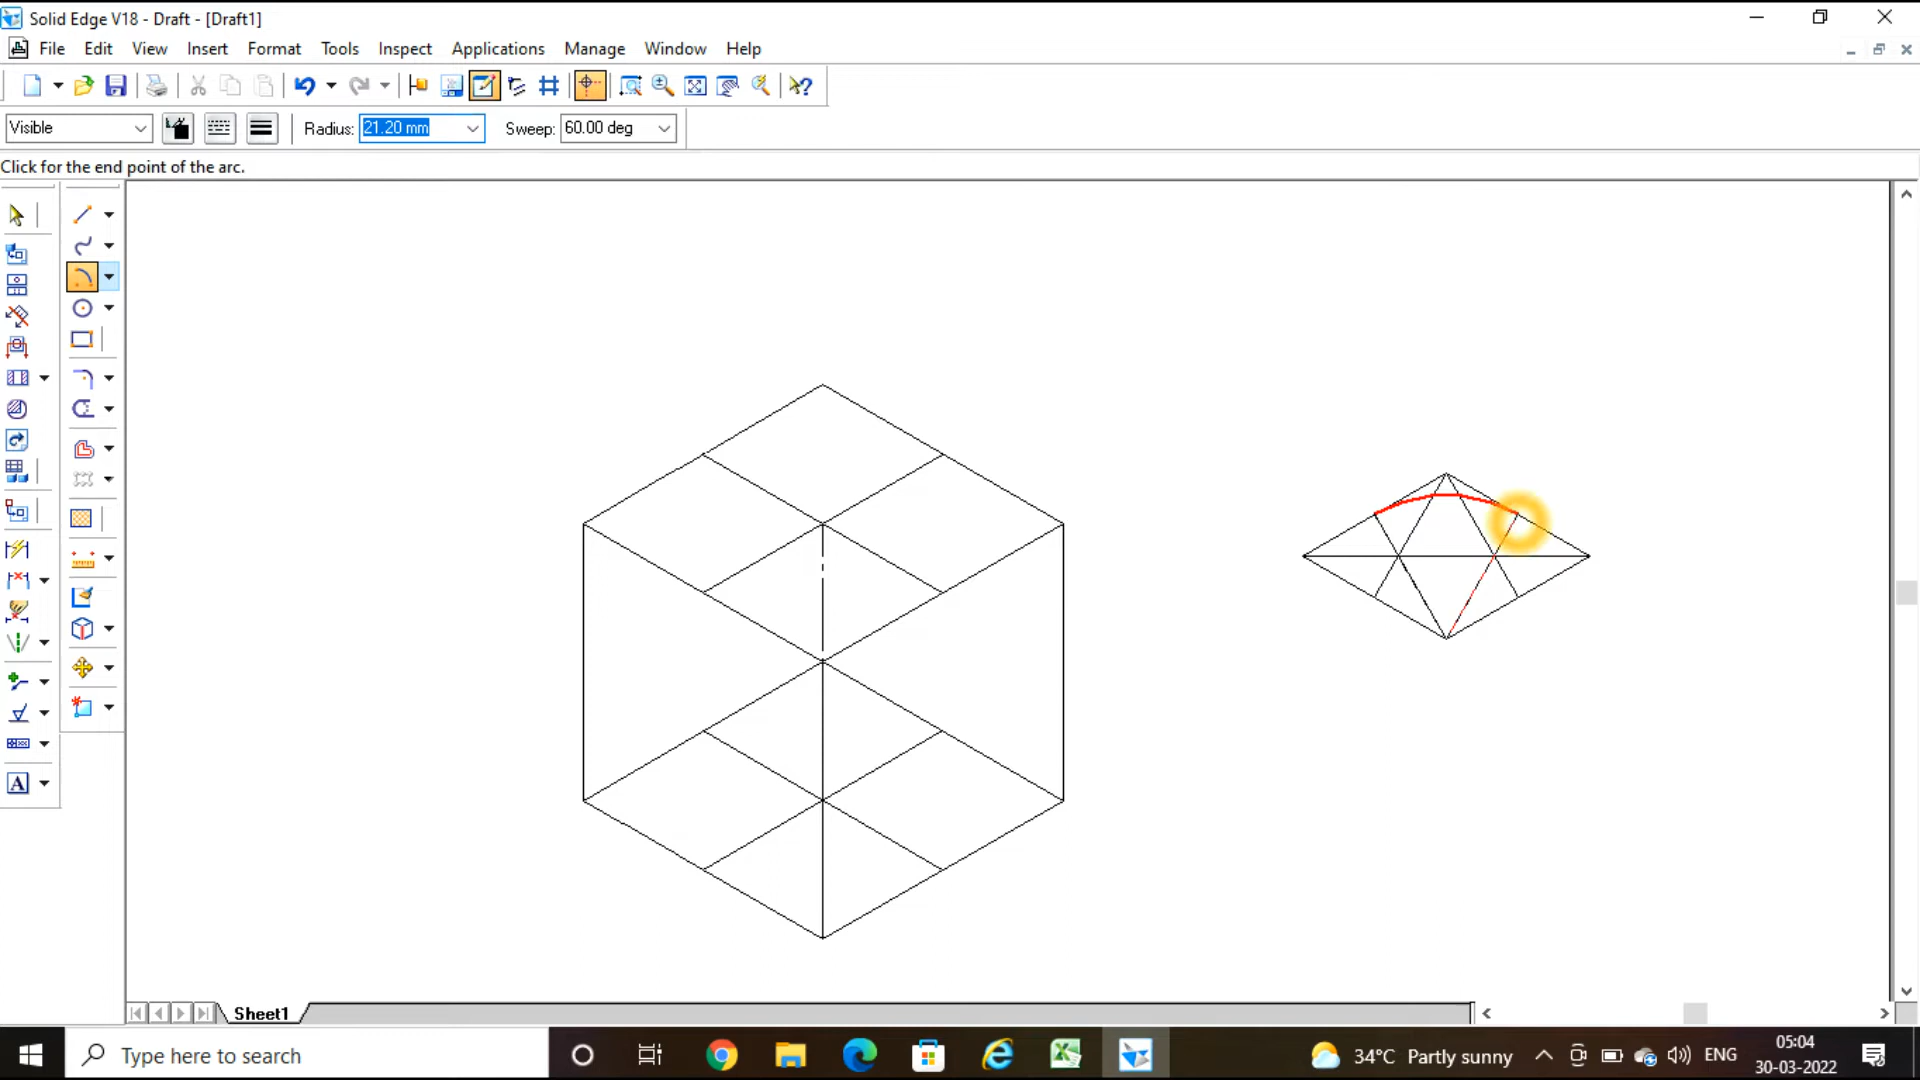 Solid Edge V18 - Draft - [Draft1]
File Edit View Insert Format Tools Inspect Applications Manage Window Help
Visible Radius: 21.20 mm Sweep: 60.00 deg
Click for the end point of the arc.
A
Sheet1
Type here to search
34°C Partly sunny ENG 05:04
30-03-2022